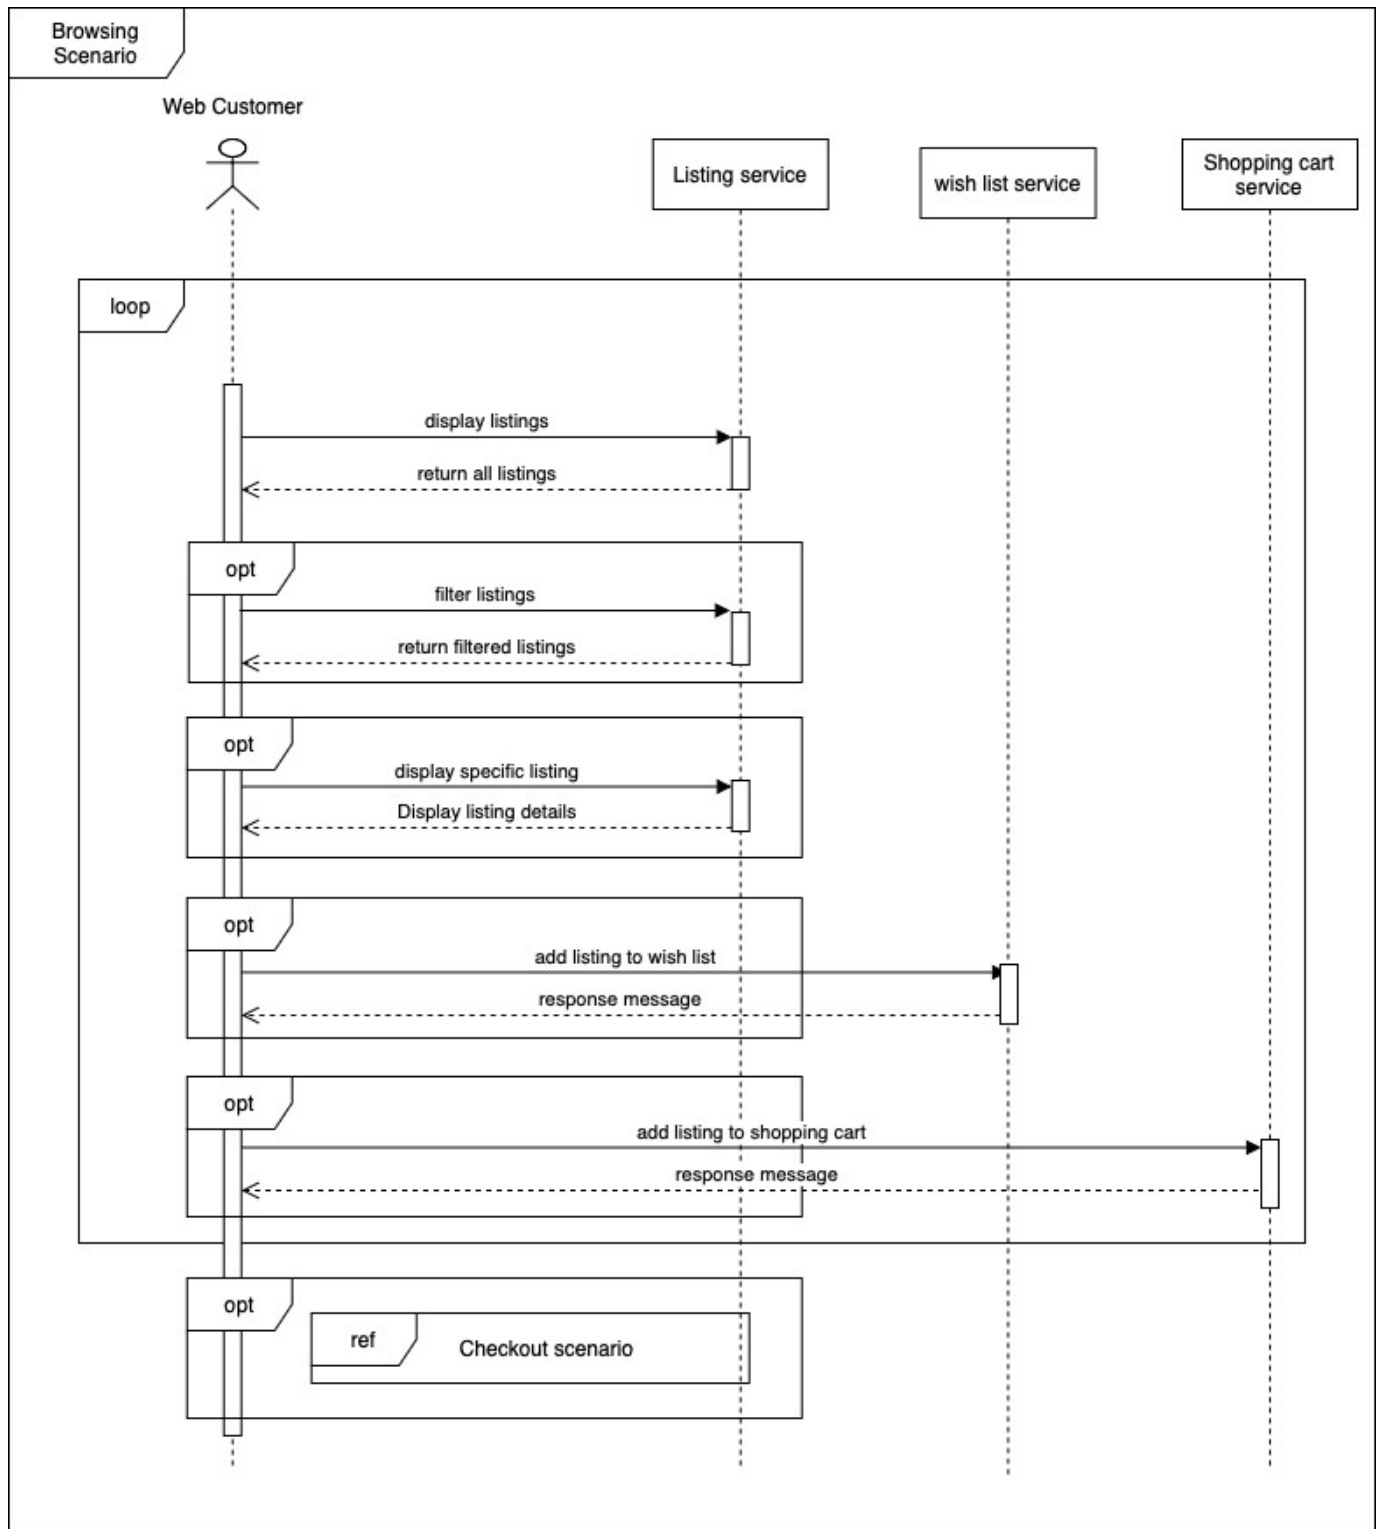 Browsing
Scenario
Web Customer
Listing service
wish list service
Shopping cart
service
loop
display listings
return all listings
opt
filter listings
return filtered listings
opt
display specific listing
Display listing details
opt
add listing to wish list
response message
opt
add listing to shopping cart
response message
opt
ref
Checkout scenario